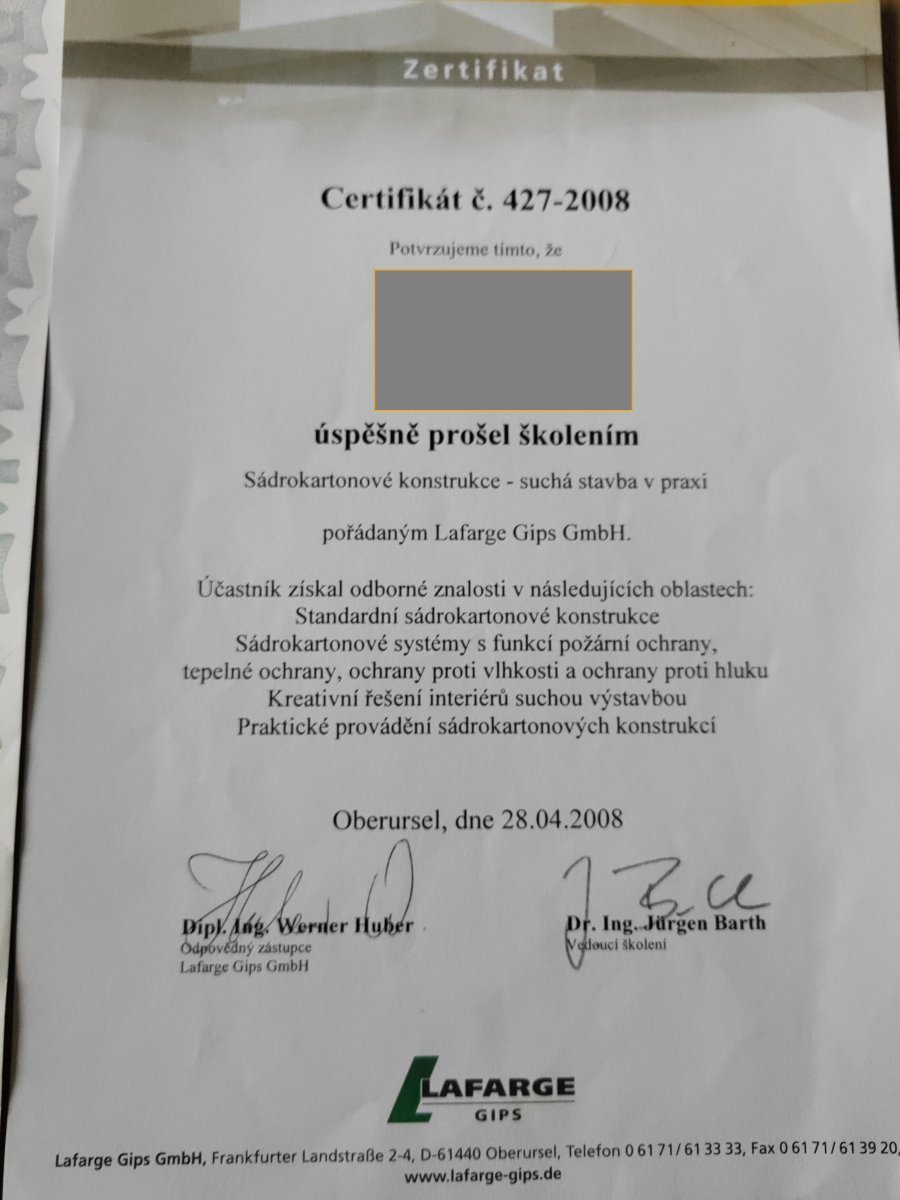 Zertifikat
Certifikát č. 427-2008
Potvrzujeme tímto, že
úspěšně prošel školením
Sádrokartonové konstrukce - suchá stavba v praxi
pořádaným Lafarge Gips GmbH.
Účastník získal odborné znalosti v následujících oblastech:
Standardní sádrokartonové konstrukce
Sádrokartonové systémy s funkcí požární ochrany,
tepelné ochrany, ochrany proti vlhkosti a ochrany proti hluku
Kreativní řešení interiérů suchou výstavbou
Praktické provádění sádrokartonových konstrukcí
Oberursel, dne 28.04.2008
Dipl. Ing. Werner Huber
Odpovědný zástupce
Lafarge Gips GmbH
Dr. Ing. Jürgen Barth
Vedoucí školení
LAFARGE
GIPS
Lafarge Gips GmbH, Frankfurter Landstraße 2-4, D-61440 Oberursel, Telefon 0 61 71/ 61 33 33, Fax 0 61 71/ 61 39 20,
www.lafarge-gips.de